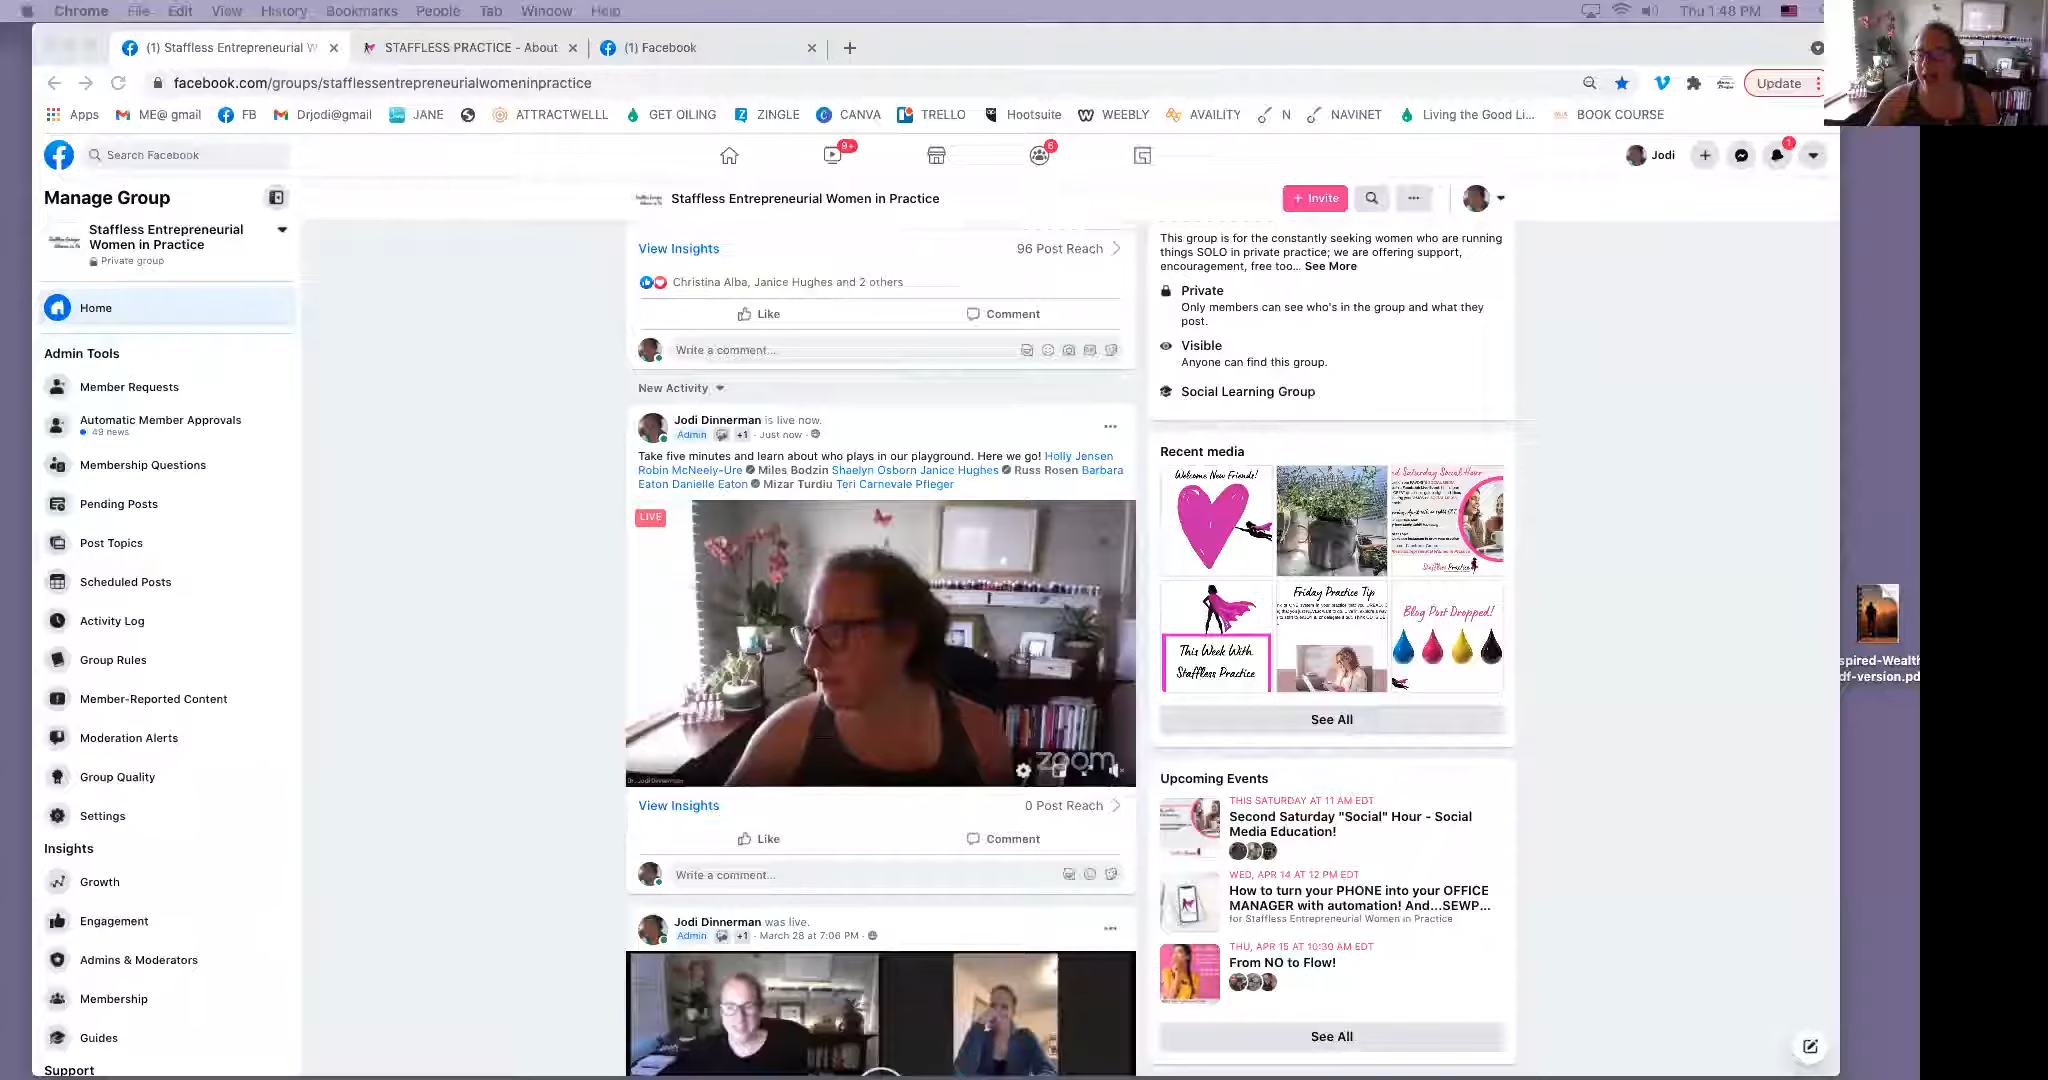 Chrome File Edit View History Bookmarks People Tab Window Help
Thu 1:48 PM
(1) Staffless Entrepreneurial W
STAFFLESS PRACTICE - About
(1) Facebook
facebook.com/groups/stafflessentrepreneurialwomeninpractice
Update
Apps ME@ gmail FB Drjodi@gmail JANE ATTRACTWELLL GET OILING ZINGLE CANVA TRELLO Hootsuite WEEBLY AVAILITY N NAVINET Living the Good Li... BOOK COURSE
Search Facebook
9+
6
Jodi
1
Manage Group
Staffless Entrepreneurial
Women in Practice
Private group
Home
Admin Tools
Member Requests
Automatic Member Approvals
49 news
Membership Questions
Pending Posts
Post Topics
Scheduled Posts
Activity Log
Group Rules
Member-Reported Content
Moderation Alerts
Group Quality
Settings
Insights
Growth
Engagement
Admins & Moderators
Membership
Guides
Support
Staffless Entrepreneurial Women in Practice
+ Invite
View Insights
96 Post Reach
Christina Alba, Janice Hughes and 2 others
Like
Comment
Write a comment...
New Activity
Jodi Dinnerman is live now.
Admin +1 · Just now ·
Take five minutes and learn about who plays in our playground. Here we go! Holly Jensen
Robin McNeely-Ure Miles Bodzin Shaelyn Osborn Janice Hughes Russ Rosen Barbara
Eaton Danielle Eaton Mizar Turdiu Teri Carnevale Pfleger
LIVE
Dr. Jodi Dinnerman
zoom
View Insights
0 Post Reach
Like
Comment
Write a comment...
Jodi Dinnerman was live.
Admin +1 · March 28 at 7:06 PM ·
This group is for the constantly seeking women who are running
things SOLO in private practice; we are offering support,
encouragement, free too... See More
Private
Only members can see who's in the group and what they
post.
Visible
Anyone can find this group.
Social Learning Group
Recent media
Welcome New Friends!
d Saturday Social Hour
Staffless Practice
This Week With
Staffless Practice
Friday Practice Tip
Blog Post Dropped!
See All
Upcoming Events
THIS SATURDAY AT 11 AM EDT
Second Saturday "Social" Hour - Social
Media Education!
WED, APR 14 AT 12 PM EDT
How to turn your PHONE into your OFFICE
MANAGER with automation! And...SEWP...
for Staffless Entrepreneurial Women in Practice
THU, APR 15 AT 10:30 AM EDT
From NO to Flow!
See All
spired-Wealth
df-version.pd